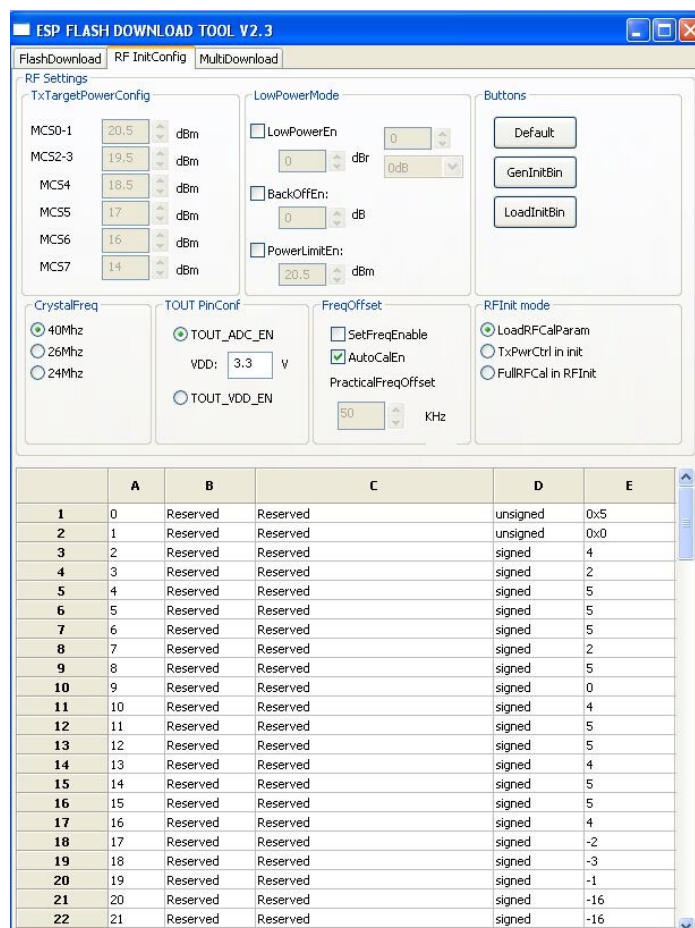 ESP FLASH DOWNLOAD TOOL V2.3
FlashDownload RF InitConfig MultiDownload
RF Settings
TxTargetPowerConfig
MCS0-1 20.5 dBm
MCS2-3 19.5 dBm
MCS4 18.5 dBm
MCS5 17 dBm
MCS6 16 dBm
MCS7 14 dBm
LowPowerMode
LowPowerEn 0
0 dBr 0dB
BackOffEn:
0 dB
PowerLimitEn:
20.5 dBm
Buttons
Default
GenInitBin
LoadInitBin
CrystalFreq
40Mhz
26Mhz
24Mhz
TOUT PinConf
TOUT_ADC_EN
VDD: 3.3 V
TOUT_VDD_EN
FreqOffset
SetFreqEnable
AutoCalEn
PracticalFreqOffset
50 KHz
RFInit mode
LoadRFCalParam
TxPwrCtrl in init
FullRFCal in RFInit
A B C D E
1 0 Reserved Reserved unsigned 0x5
2 1 Reserved Reserved unsigned 0x0
3 2 Reserved Reserved signed 4
4 3 Reserved Reserved signed 2
5 4 Reserved Reserved signed 5
6 5 Reserved Reserved signed 5
7 6 Reserved Reserved signed 5
8 7 Reserved Reserved signed 2
9 8 Reserved Reserved signed 5
10 9 Reserved Reserved signed 0
11 10 Reserved Reserved signed 4
12 11 Reserved Reserved signed 5
13 12 Reserved Reserved signed 5
14 13 Reserved Reserved signed 4
15 14 Reserved Reserved signed 5
16 15 Reserved Reserved signed 5
17 16 Reserved Reserved signed 4
18 17 Reserved Reserved signed -2
19 18 Reserved Reserved signed -3
20 19 Reserved Reserved signed -1
21 20 Reserved Reserved signed -16
22 21 Reserved Reserved signed -16